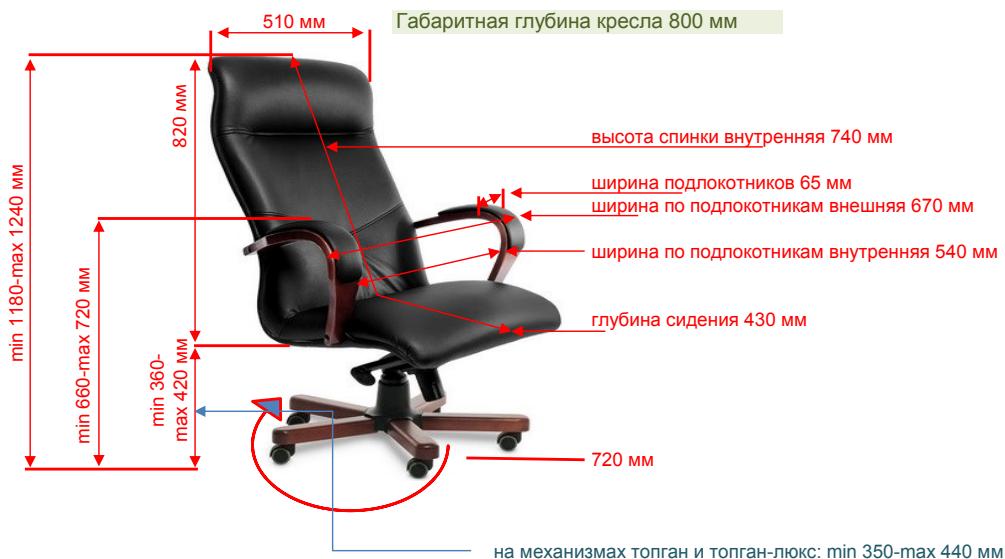 510 мм
Габаритная глубина кресла 800 мм
min 1180-max 1240 мм
820 мм
min 660-max 720 мм
min 360-
max 420 мм
высота спинки внутренняя 740 мм
ширина подлокотников 65 мм
ширина по подлокотникам внешняя 670 мм
ширина по подлокотникам внутренняя 540 мм
глубина сидения 430 мм
720 мм
на механизмах топган и топган-люкс: min 350-max 440 мм